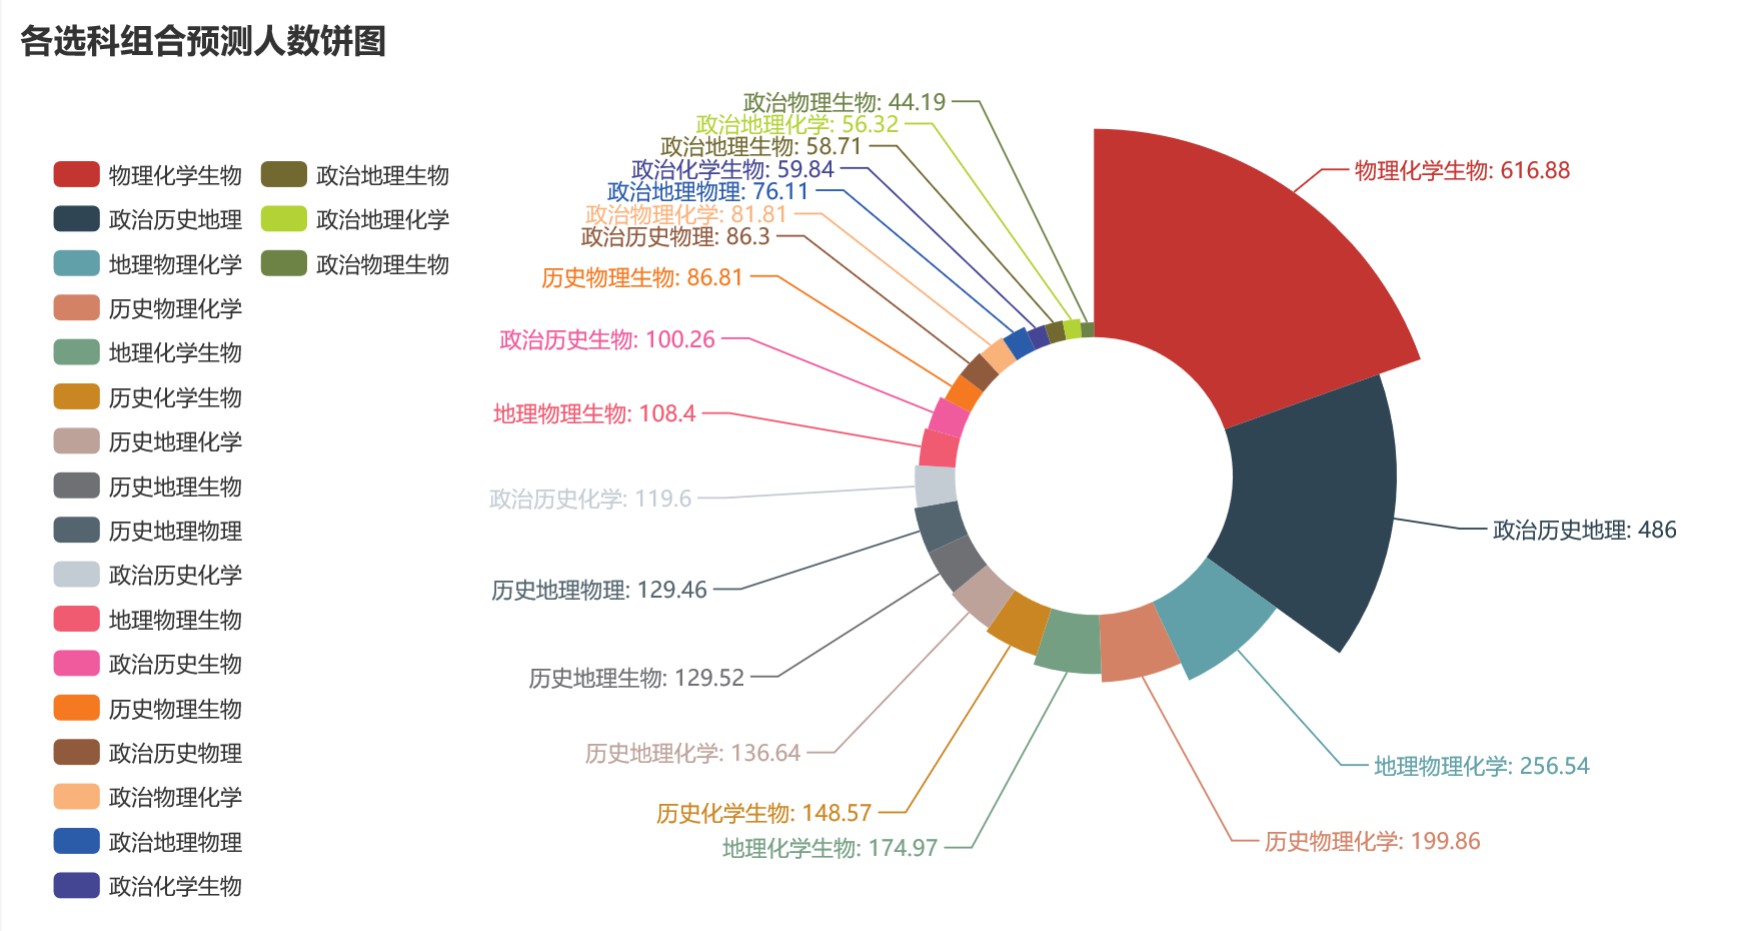 各选科组合预测人数饼图
物理化学生物
政治历史地理
地理物理化学
历史物理化学
地理化学生物
历史化学生物
历史地理化学
历史地理生物
历史地理物理
政治历史化学
地理物理生物
政治历史生物
历史物理生物
政治历史物理
政治物理化学
政治地理物理
政治化学生物
政治地理生物
政治地理化学
政治物理生物
政治物理生物: 44.19
政治地理化学: 56.32
政治地理生物: 58.71
政治化学生物: 59.84
政治地理物理: 76.11
政治物理化学: 81.81
政治历史物理: 86.3
历史物理生物: 86.81
政治历史生物: 100.26
地理物理生物: 108.4
政治历史化学: 119.6
历史地理物理: 129.46
历史地理生物: 129.52
历史地理化学: 136.64
历史化学生物: 148.57
地理化学生物: 174.97
物理化学生物: 616.88
政治历史地理: 486
地理物理化学: 256.54
历史物理化学: 199.86